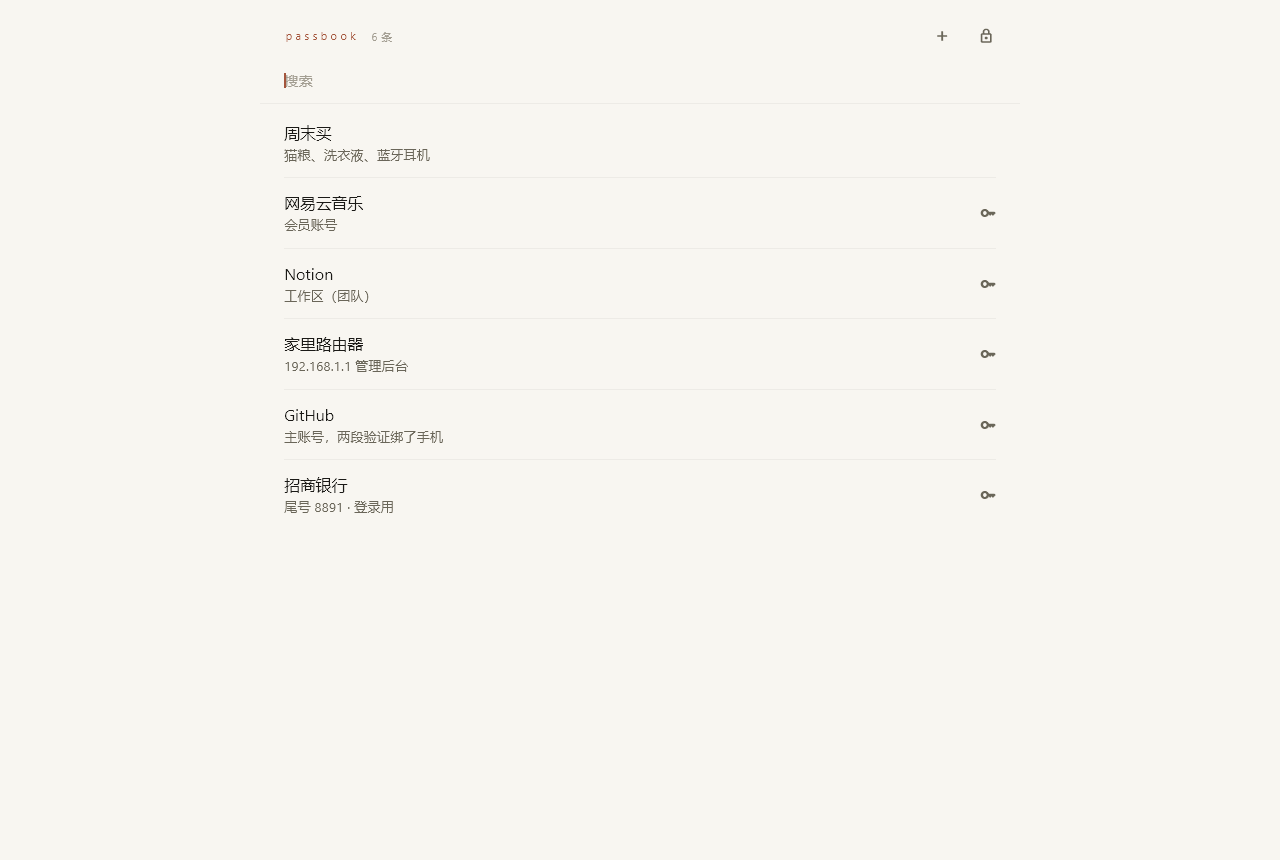 passbook 6 条
搜索
周末买
猫粮、洗衣液、蓝牙耳机
网易云音乐
会员账号
Notion
工作区（团队）
家里路由器
192.168.1.1 管理后台
GitHub
主账号，两段验证绑了手机
招商银行
尾号 8891 · 登录用